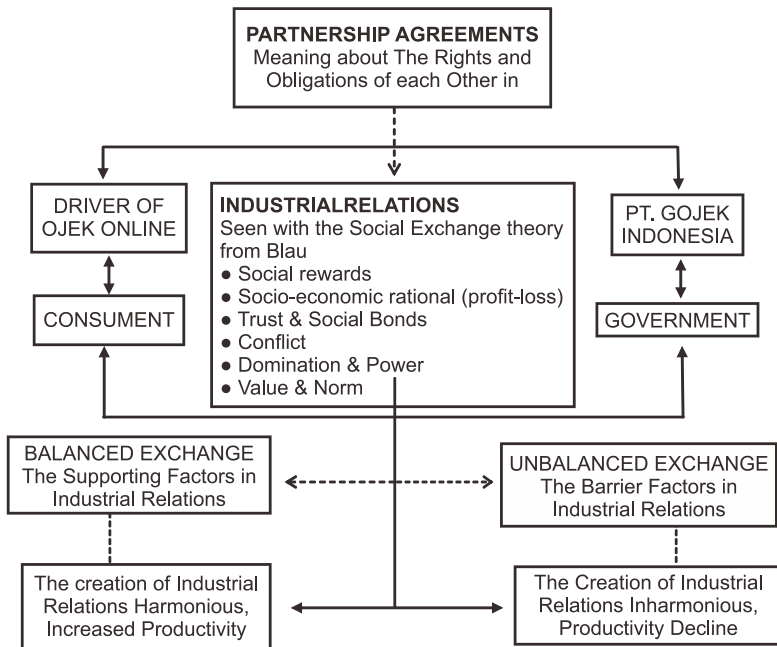 PARTNERSHIP AGREEMENTS
Meaning about The Rights and
Obligations of each Other in
DRIVER OF
OJEK ONLINE
CONSUMENT
INDUSTRIALRELATIONS
Seen with the Social Exchange theory
from Blau
● Social rewards
● Socio-economic rational (profit-loss)
● Trust & Social Bonds
● Conflict
● Domination & Power
● Value & Norm
PT. GOJEK
INDONESIA
GOVERNMENT
BALANCED EXCHANGE
The Supporting Factors in
Industrial Relations
UNBALANCED EXCHANGE
The Barrier Factors in
Industrial Relations
The creation of Industrial
Relations Harmonious,
Increased Productivity
The Creation of Industrial
Relations Inharmonious,
Productivity Decline